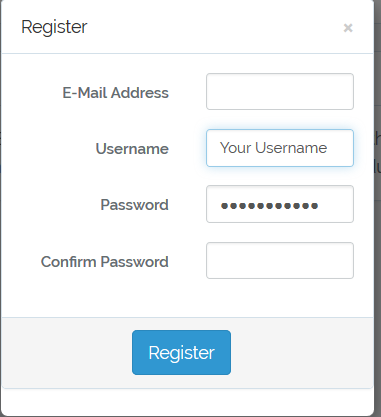 Register ×
E-Mail Address
Username Your Username
Password •••••••••••
Confirm Password
Register